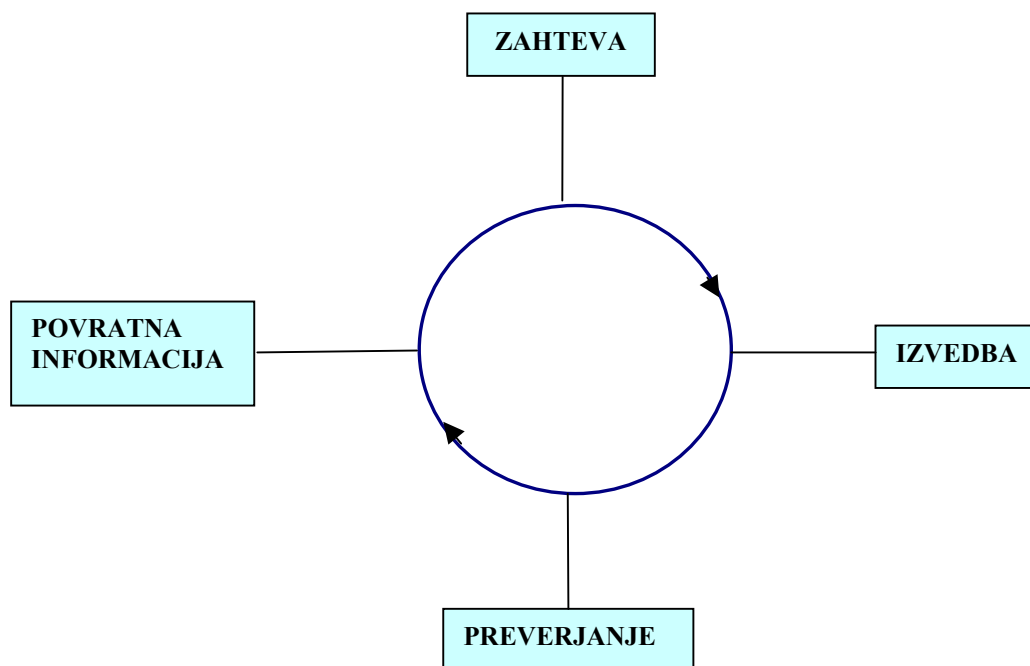 ZAHTEVA
POVRATNA
INFORMACIJA
IZVEDBA
PREVERJANJE